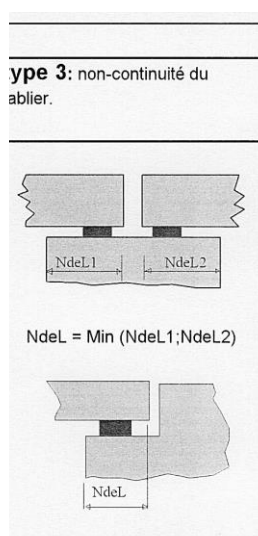 ype 3: non-continuité du
ablier.
NdeL1 NdeL2
NdeL = Min (NdeL1;NdeL2)
NdeL